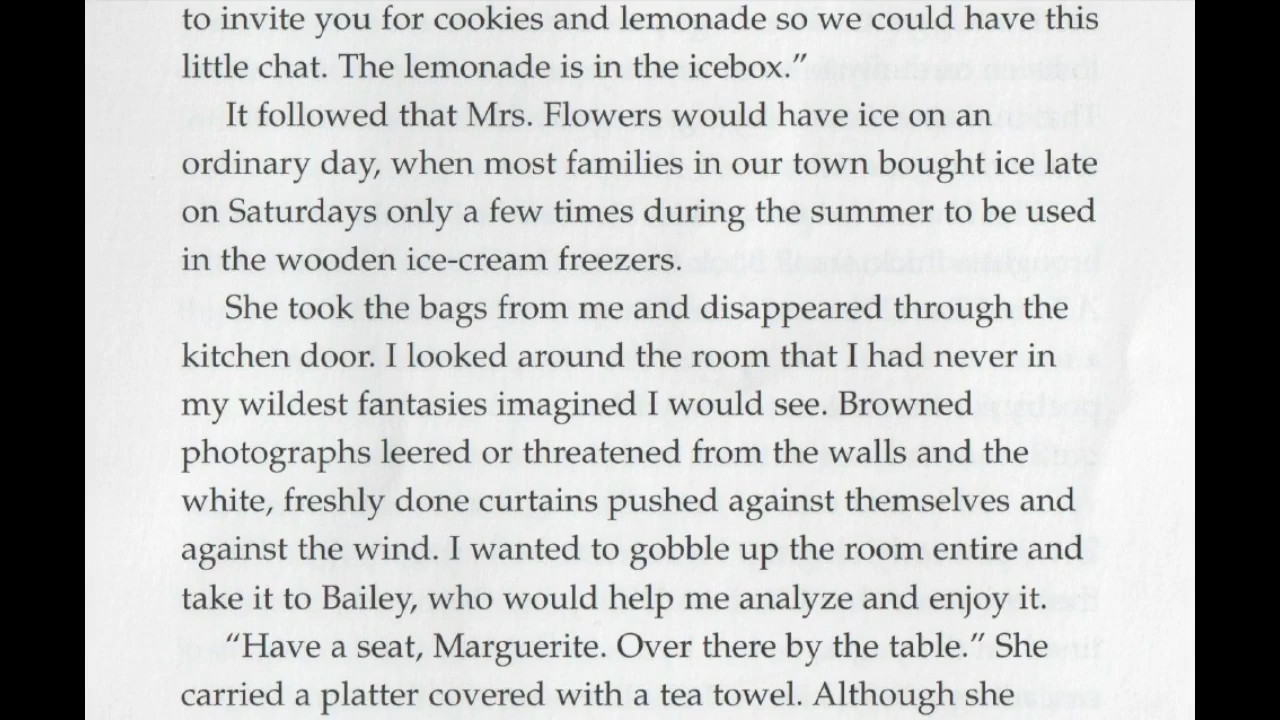 to invite you for cookies and lemonade so we could have this
little chat. The lemonade is in the icebox.”
It followed that Mrs. Flowers would have ice on an
ordinary day, when most families in our town bought ice late
on Saturdays only a few times during the summer to be used
in the wooden ice-cream freezers.
She took the bags from me and disappeared through the
kitchen door. I looked around the room that I had never in
my wildest fantasies imagined I would see. Browned
photographs leered or threatened from the walls and the
white, freshly done curtains pushed against themselves and
against the wind. I wanted to gobble up the room entire and
take it to Bailey, who would help me analyze and enjoy it.
“Have a seat, Marguerite. Over there by the table.” She
carried a platter covered with a tea towel. Although she